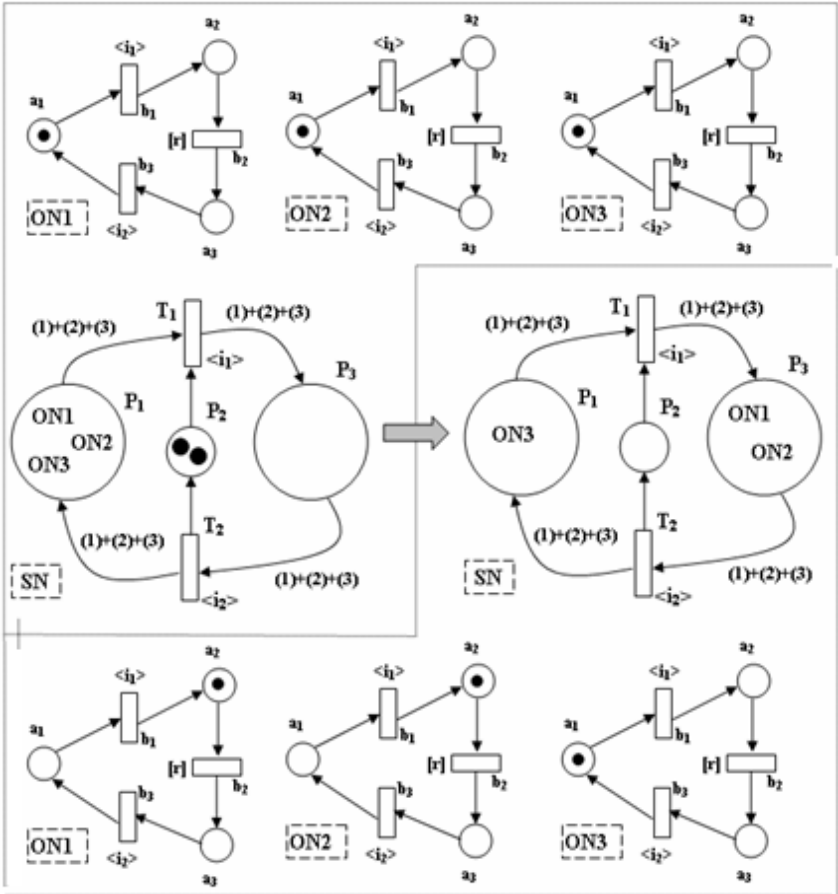 a₂ a₂ a₂
<i₁> <i₁> <i₁>
a₁ b₁ a₁ b₁ a₁ b₁
[r] b₂ [r] b₂ [r] b₂
b₃ b₃ b₃
ON1 <i₂> ON2 <i₂> ON3 <i₂>
a₃ a₃ a₃
T₁ T₁
(1)+(2)+(3) (1)+(2)+(3) (1)+(2)+(3) (1)+(2)+(3)
<i₁> <i₁>
P₁ P₂ P₃ P₁ P₂ P₃
ON1 ON1
ON2 ON3 ON2
ON3
T₂ T₂
(1)+(2)+(3) (1)+(2)+(3)
SN (1)+(2)+(3) SN (1)+(2)+(3)
<i₂> <i₂>
a₂ a₂ a₂
<i₁> <i₁> <i₁>
a₁ b₁ a₁ b₁ a₁ b₁
[r] b₂ [r] b₂ [r] b₂
b₃ b₃ b₃
ON1 <i₂> ON2 <i₂> ON3 <i₂>
a₃ a₃ a₃